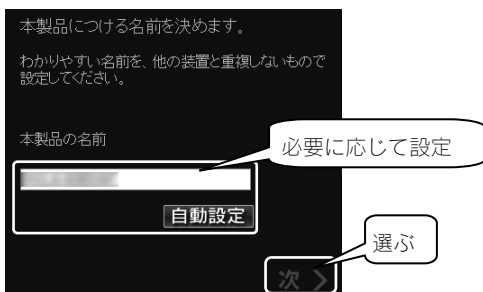 本製品につける名前を決めます。
わかりやすい名前を、他の装置と重複しないもので
設定してください。
本製品の名前
必要に応じて設定
自動設定
選ぶ
次 >